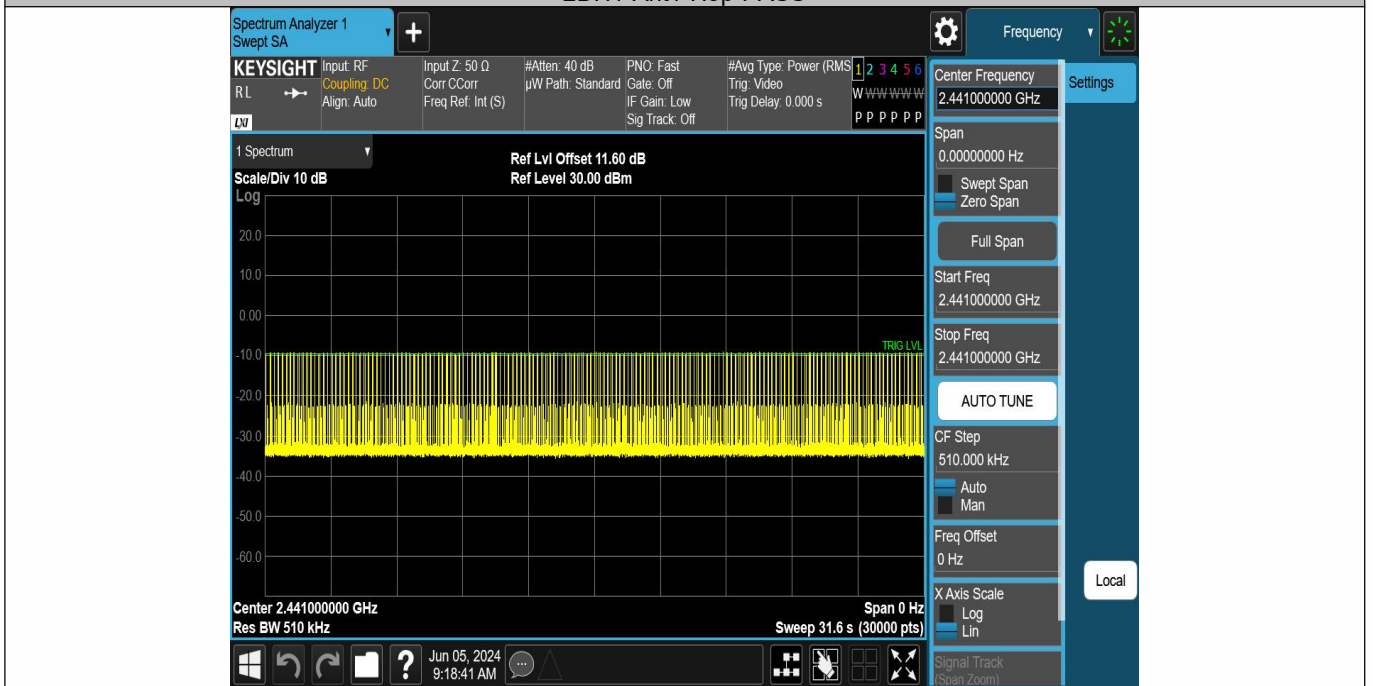 Spectrum Analyzer 1
Swept SA
+
Frequency
KEYSIGHT
RL
LXI
Input: RF
Coupling: DC
Align: Auto
Input Z: 50 Ω
Corr CCorr
Freq Ref: Int (S)
#Atten: 40 dB
µW Path: Standard
PNO: Fast
Gate: Off
IF Gain: Low
Sig Track: Off
#Avg Type: Power (RMS
Trig: Video
Trig Delay: 0.000 s
1 2 3 4 5 6
W W W W W W
P P P P P P
1 Spectrum
Scale/Div 10 dB
Ref Lvl Offset 11.60 dB
Ref Level 30.00 dBm
Log
20.0
10.0
0.00
-10.0
-20.0
-30.0
-40.0
-50.0
-60.0
TRIG LVL
Center 2.441000000 GHz
Res BW 510 kHz
Span 0 Hz
Sweep 31.6 s (30000 pts)
Center Frequency
2.441000000 GHz
Settings
Span
0.00000000 Hz
Swept Span
Zero Span
Full Span
Start Freq
2.441000000 GHz
Stop Freq
2.441000000 GHz
AUTO TUNE
CF Step
510.000 kHz
Auto
Man
Freq Offset
0 Hz
X Axis Scale
Log
Lin
Signal Track
(Span Zoom)
Local
?
Jun 05, 2024
9:18:41 AM